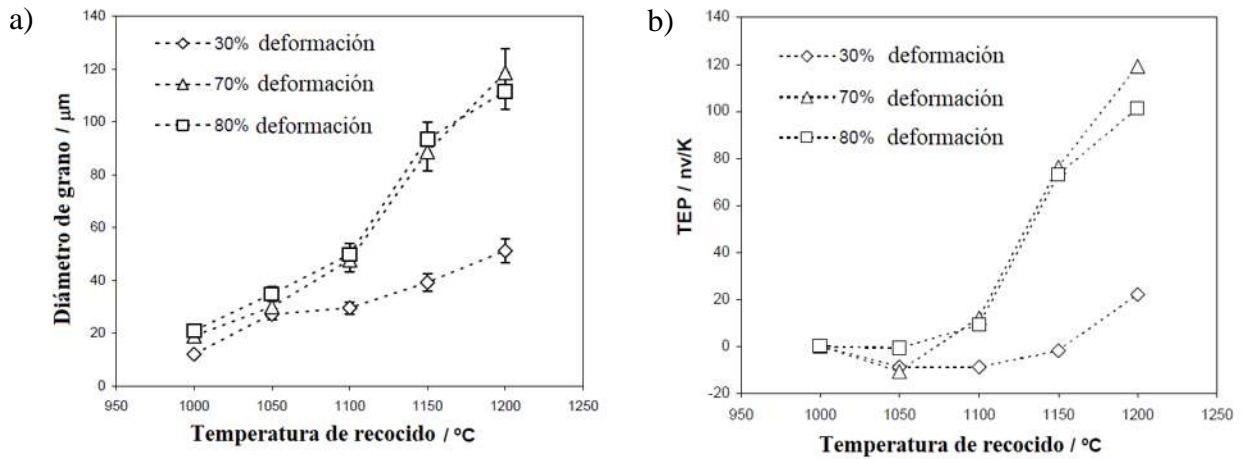 a)
140
120
100
80
60
40
20
0
Diámetro de grano / µm
30% deformación
70% deformación
80% deformación
950 1000 1050 1100 1150 1200 1250
Temperatura de recocido / ºC
b)
140
120
100
80
60
40
20
0
-20
TEP / nv/K
30% deformación
70% deformación
80% deformación
950 1000 1050 1100 1150 1200 1250
Temperatura de recocido / ºC